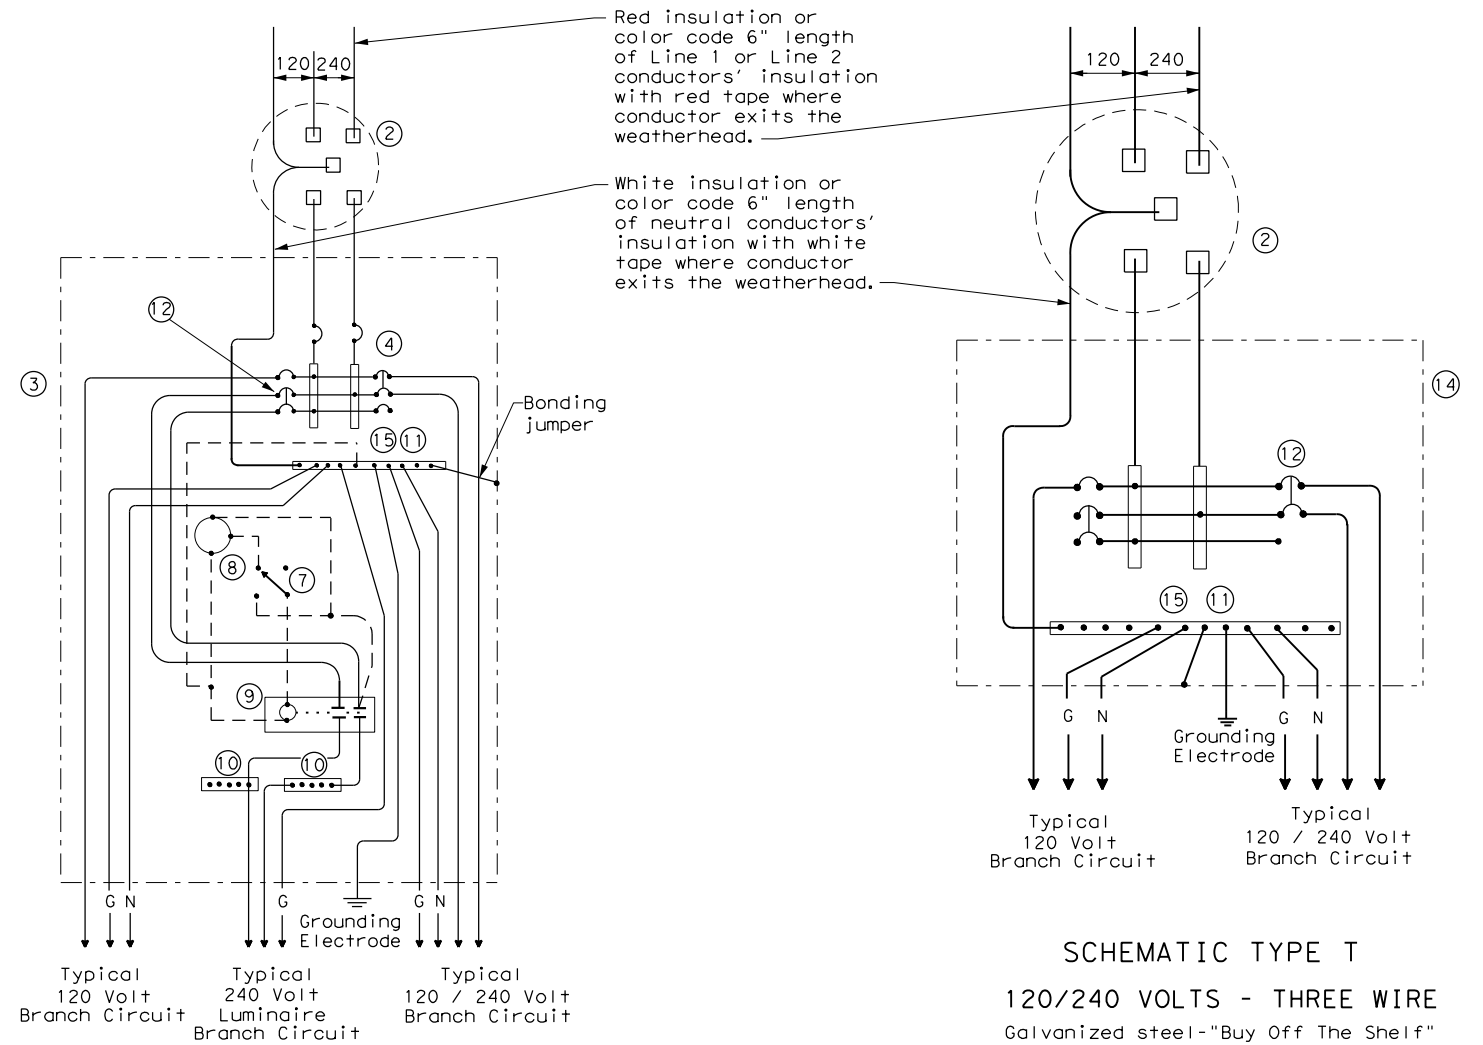 Red insulation or
color code 6" length
of Line 1 or Line 2
conductors' insulation
with red tape where
conductor exits the
weatherhead.
120 240
120 240
2
White insulation or
color code 6" length
of neutral conductors'
insulation with white
tape where conductor
exits the weatherhead.
2
12
4
3
14
Bonding
jumper
15 11
12
8
7
15 11
9
G N
G N
Grounding
Electrode
10 10
Typical
120 Volt
Branch Circuit
Typical
120 / 240 Volt
Branch Circuit
G N
G
G N
Grounding
Electrode
Typical
120 Volt
Branch Circuit
Typical
240 Volt
Luminaire
Branch Circuit
Typical
120 / 240 Volt
Branch Circuit
SCHEMATIC TYPE T
120/240 VOLTS - THREE WIRE
Galvanized steel-"Buy Off The Shelf"